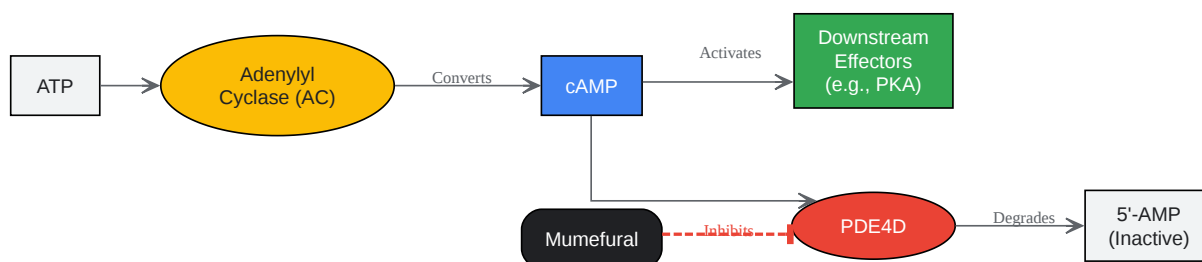 ATP
Adenylyl
Cyclase (AC)
Converts
cAMP
Activates
Downstream
Effectors
(e.g., PKA)
Mumefural
Inhibits
PDE4D
Degrades
5'-AMP
(Inactive)